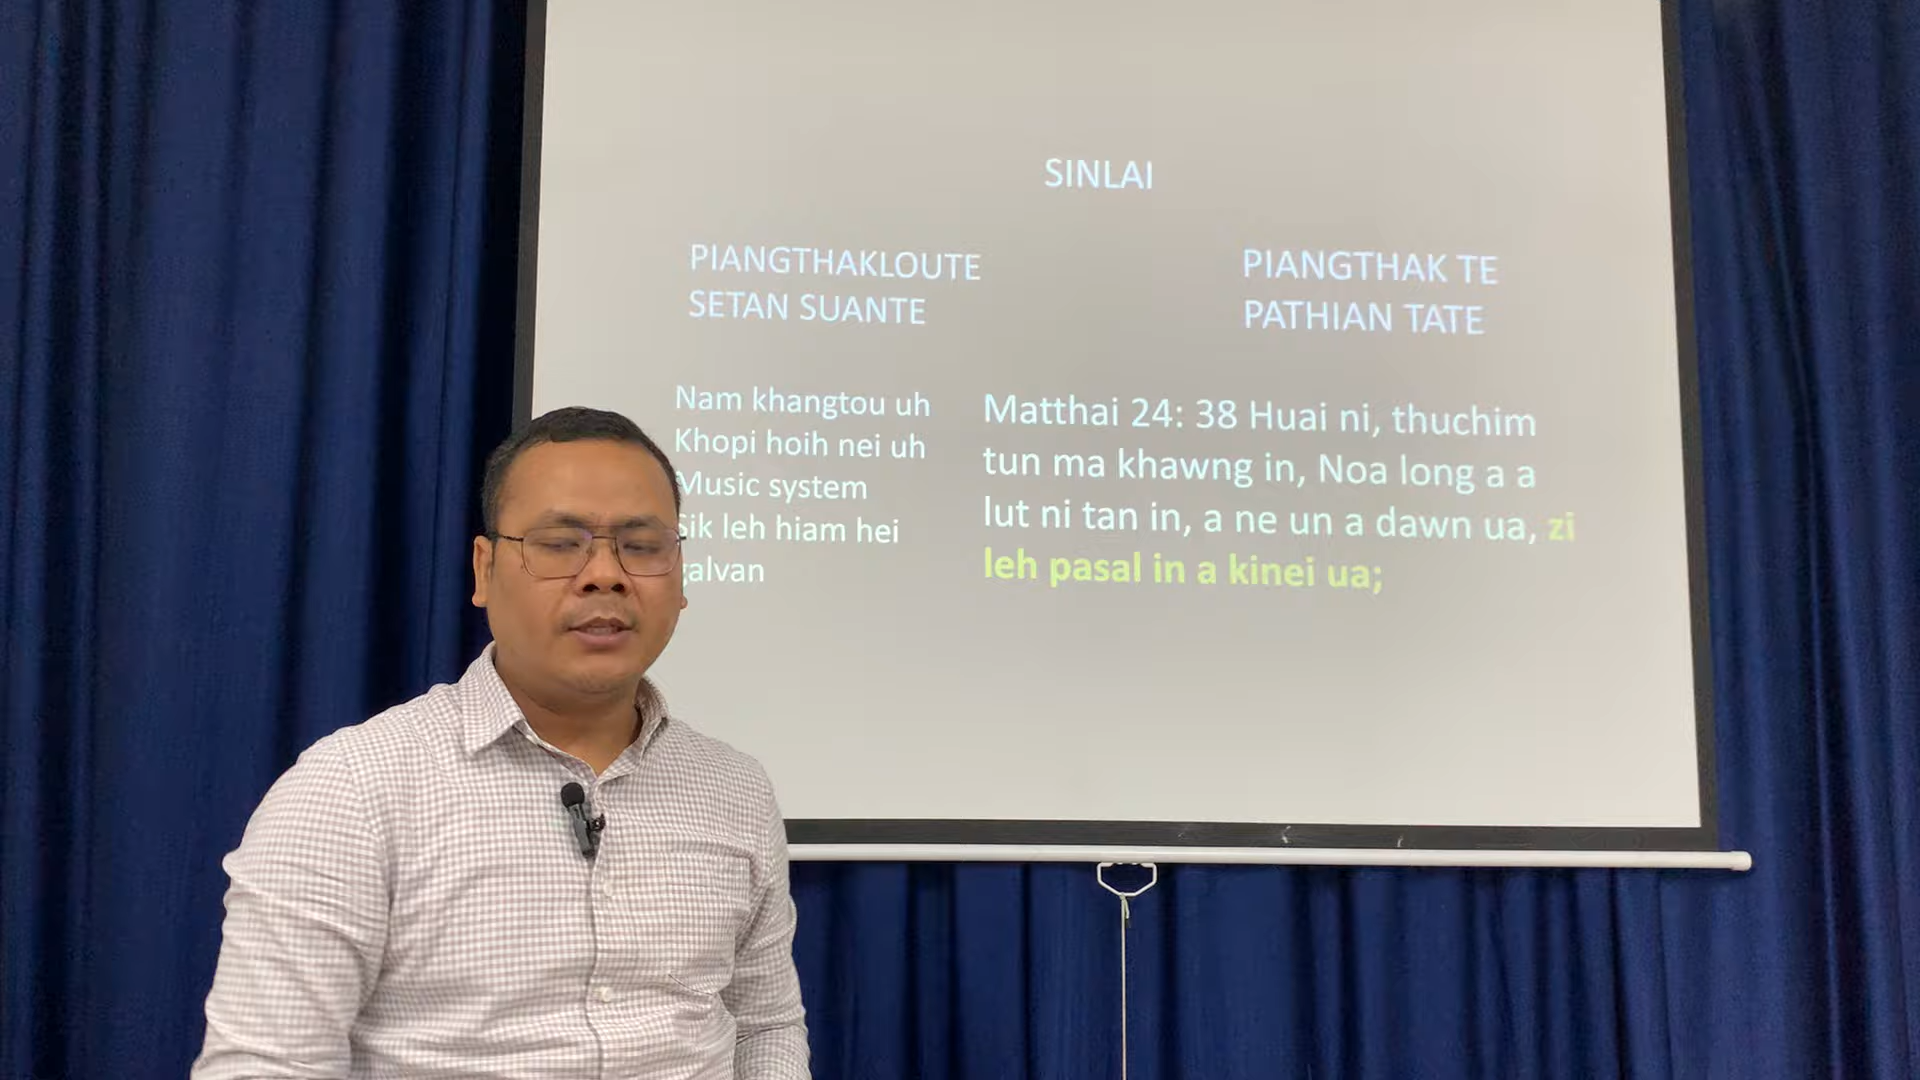 SINLAI
PIANGTHAKLOUTE
SETAN SUANTE
PIANGTHAK TE
PATHIAN TATE
Nam khangtou uh
Khopi hoih nei uh
Music system
Sik leh hiam hei
galvan
Matthai 24: 38 Huai ni, thuchim
tun ma khawng in, Noa long a a
lut ni tan in, a ne un a dawn ua, zi
leh pasal in a kinei ua;